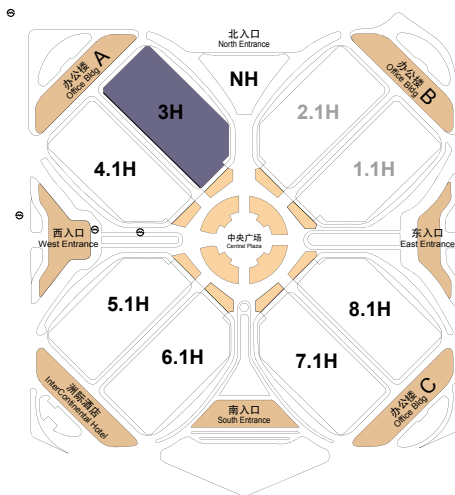 北入口
North Entrance
办公楼 A
Office Bldg
办公楼 B
Office Bldg
NH
3H
2.1H
4.1H
1.1H
西入口
West Entrance
中央广场
Central Plaza
东入口
East Entrance
5.1H
8.1H
6.1H
7.1H
洲际酒店
InterContinental Hotel
南入口
South Entrance
办公楼 C
Office Bldg